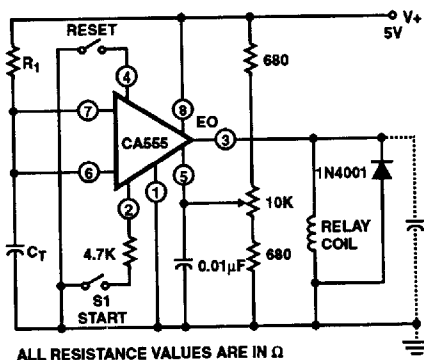 V+
5V
RESET
R1
680
4
7
8
EO
3
CA555
6
5
1
2
1N4001
10K
4.7K
RELAY
COIL
CT
0.01μF
680
S1
START
ALL RESISTANCE VALUES ARE IN Ω